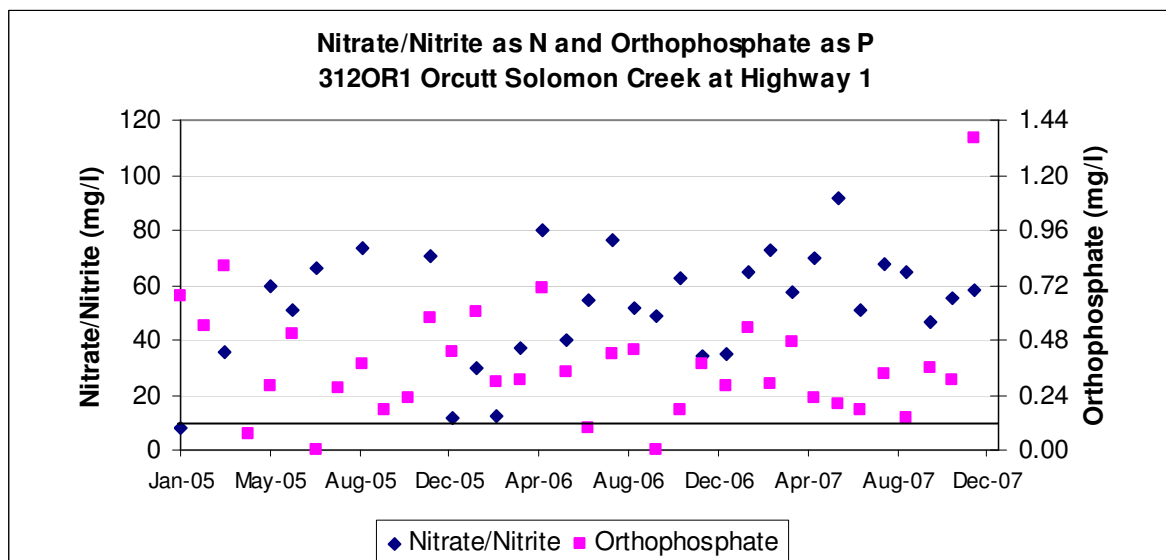 Nitrate/Nitrite as N and Orthophosphate as P
312OR1 Orcutt Solomon Creek at Highway 1
Nitrate/Nitrite (mg/l)
120
100
80
60
40
20
0
1.44
1.20
0.96
0.72
0.48
0.24
0.00
Orthophosphate (mg/l)
Jan-05 May-05 Aug-05 Dec-05 Apr-06 Aug-06 Dec-06 Apr-07 Aug-07 Dec-07
Nitrate/Nitrite Orthophosphate